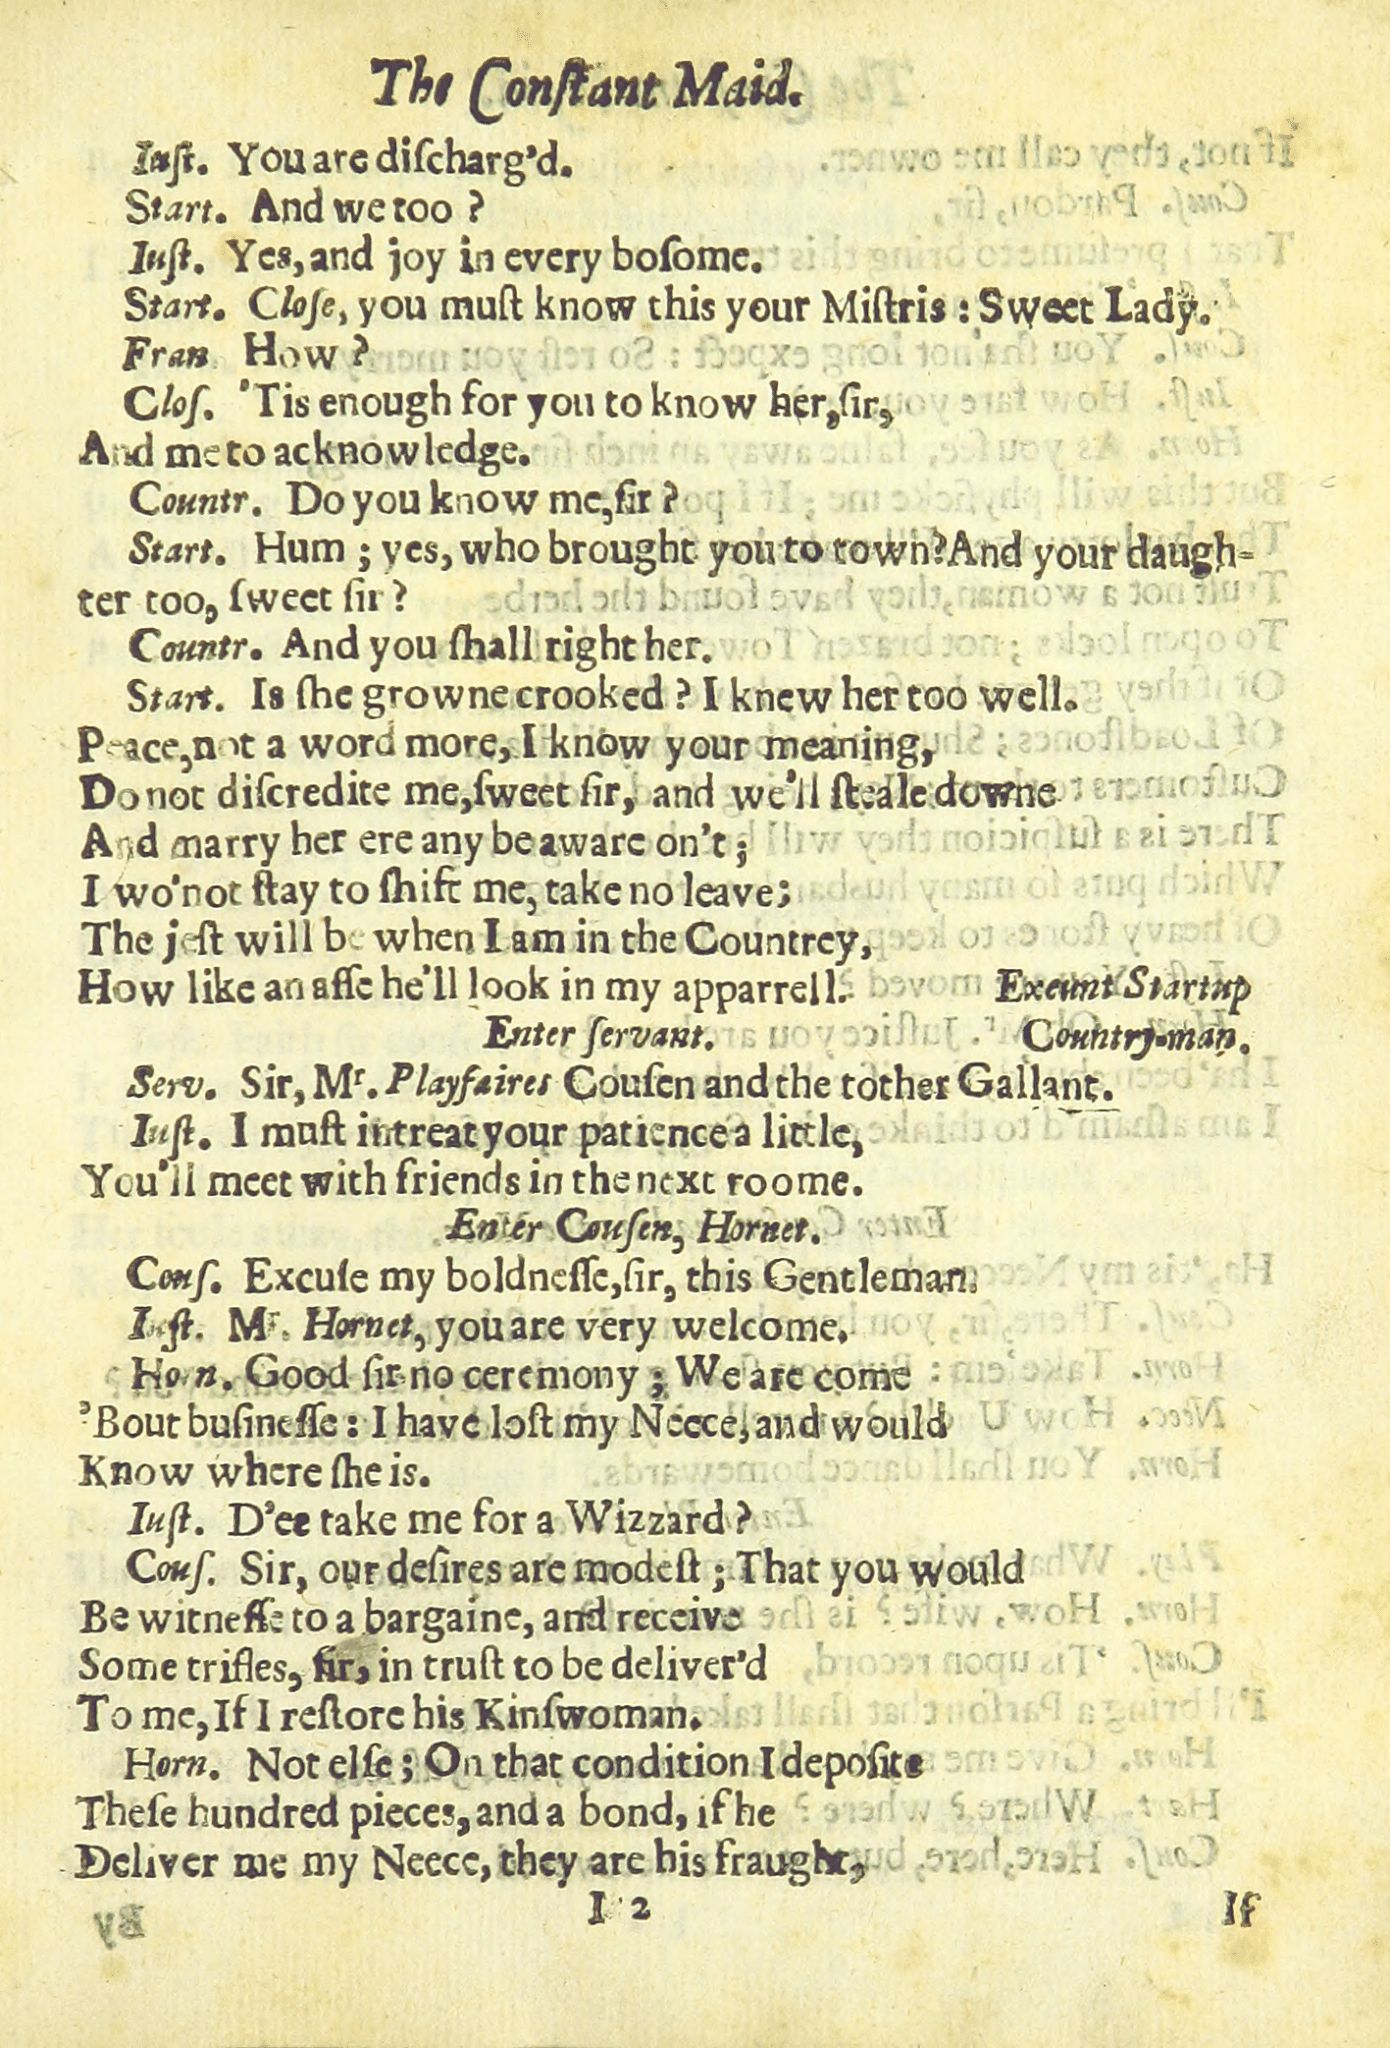 The Conſtant Maid.
Iuſt. You are diſcharg'd.
Start. And we too ?
Iuſt. Yes, and joy in every boſome.
Start. Cloſe, you muſt know this your Miſtris : Sweet Lady.
Fran How ?
Cloſ. 'Tis enough for you to know her, ſir,
And me to acknowledge.
Countr. Do you know me, ſir ?
Start. Hum ; yes, who brought you to town? And your daugh-
ter too, ſweet ſir ?
Countr. And you ſhall right her.
Start. Is ſhe growne crooked ? I knew her too well.
Peace, not a word more, I know your meaning,
Do not diſcredite me, ſweet ſir, and we'll ſteale downe
And marry her ere any be aware on't ;
I wo'not ſtay to ſhift me, take no leave;
The jeſt will be when I am in the Countrey,
How like an aſſe he'll look in my apparrell. Exeunt Startup
Enter ſervant. Country-man.
Serv. Sir, Mr. Playfaires Couſen and the tother Gallant.
Iuſt. I muſt intreat your patience a little,
You'll meet with friends in the next roome.
Enter Couſen, Hornet.
Couſ. Excuſe my boldneſſe, ſir, this Gentleman.
Iuſt. Mr. Hornet, you are very welcome.
Horn. Good ſir no ceremony ; We are come
'Bout buſineſſe : I have loſt my Neece, and would
Know where ſhe is.
Iuſt. D'ee take me for a Wizzard ?
Couſ. Sir, our deſires are modeſt ; That you would
Be witneſſe to a bargaine, and receive
Some trifles, ſir, in truſt to be deliver'd
To me, If I reſtore his Kinſwoman.
Horn. Not elſe ; On that condition I depoſite
Theſe hundred pieces, and a bond, if he
Deliver me my Neece, they are his fraught,
I 2 If